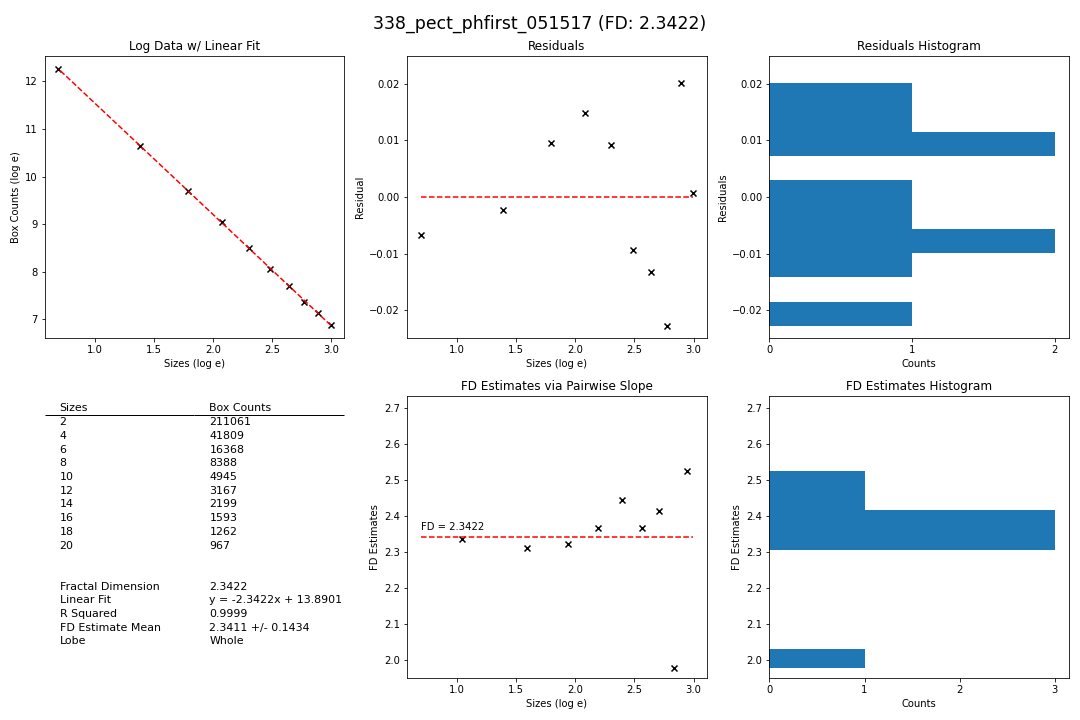 338_pect_phfirst_051517 (FD: 2.3422)
Log Data w/ Linear Fit
12
11
10
9
8
7
Box Counts (log e)
1.0 1.5 2.0 2.5 3.0
Sizes (log e)
Residuals
0.02
0.01
0.00
−0.01
−0.02
Residual
1.0 1.5 2.0 2.5 3.0
Sizes (log e)
Residuals Histogram
0.02
0.01
0.00
−0.01
−0.02
Residuals
0 1 2
Counts
Sizes Box Counts
2 211061
4 41809
6 16368
8 8388
10 4945
12 3167
14 2199
16 1593
18 1262
20 967
Fractal Dimension 2.3422
Linear Fit y = -2.3422x + 13.8901
R Squared 0.9999
FD Estimate Mean 2.3411 +/- 0.1434
Lobe Whole
FD Estimates via Pairwise Slope
2.7
2.6
2.5
2.4
2.3
2.2
2.1
2.0
FD Estimates
FD = 2.3422
1.0 1.5 2.0 2.5 3.0
Sizes (log e)
FD Estimates Histogram
2.7
2.6
2.5
2.4
2.3
2.2
2.1
2.0
FD Estimates
0 1 2 3
Counts